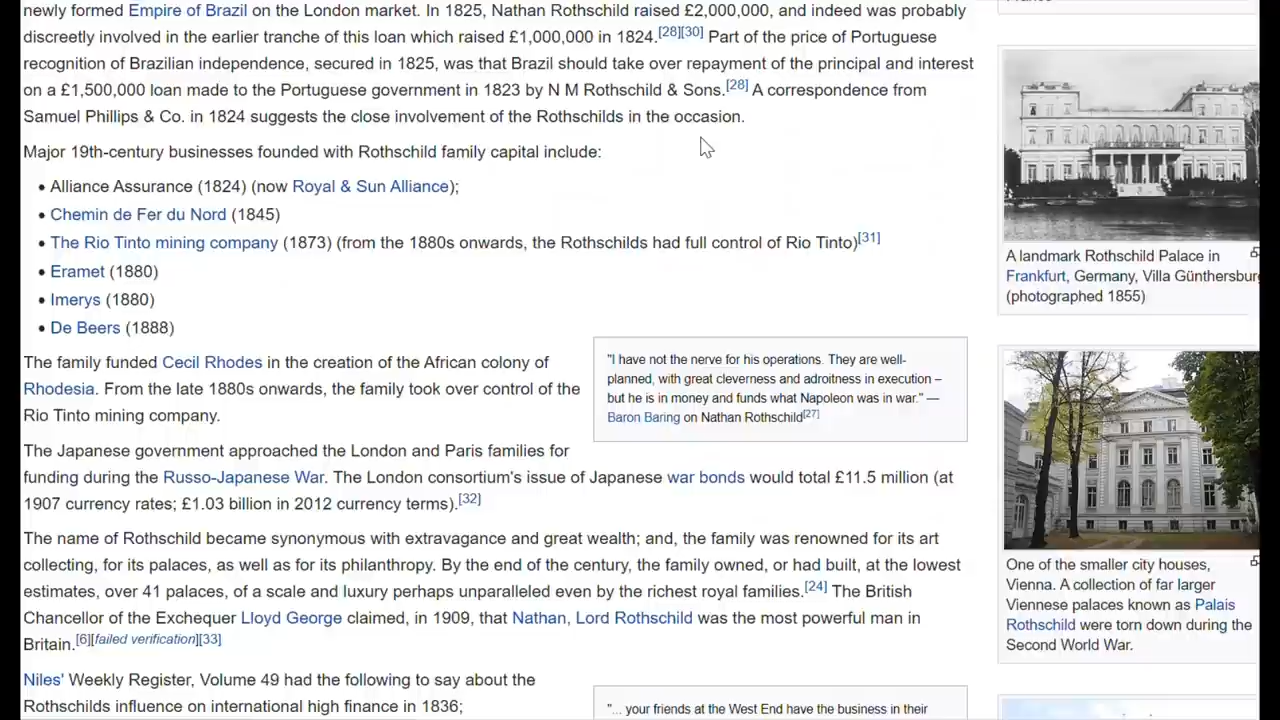 newly formed Empire of Brazil on the London market. In 1825, Nathan Rothschild raised £2,000,000, and indeed was probably
discreetly involved in the earlier tranche of this loan which raised £1,000,000 in 1824.[28][30] Part of the price of Portuguese
recognition of Brazilian independence, secured in 1825, was that Brazil should take over repayment of the principal and interest
on a £1,500,000 loan made to the Portuguese government in 1823 by N M Rothschild & Sons.[28] A correspondence from
Samuel Phillips & Co. in 1824 suggests the close involvement of the Rothschilds in the occasion.
Major 19th-century businesses founded with Rothschild family capital include:
• Alliance Assurance (1824) (now Royal & Sun Alliance);
• Chemin de Fer du Nord (1845)
• The Rio Tinto mining company (1873) (from the 1880s onwards, the Rothschilds had full control of Rio Tinto)[31]
• Eramet (1880)
• Imerys (1880)
• De Beers (1888)
The family funded Cecil Rhodes in the creation of the African colony of
Rhodesia. From the late 1880s onwards, the family took over control of the
Rio Tinto mining company.
"I have not the nerve for his operations. They are well-
planned, with great cleverness and adroitness in execution –
but he is in money and funds what Napoleon was in war." —
Baron Baring on Nathan Rothschild[27]
The Japanese government approached the London and Paris families for
funding during the Russo-Japanese War. The London consortium's issue of Japanese war bonds would total £11.5 million (at
1907 currency rates; £1.03 billion in 2012 currency terms).[32]
The name of Rothschild became synonymous with extravagance and great wealth; and, the family was renowned for its art
collecting, for its palaces, as well as for its philanthropy. By the end of the century, the family owned, or had built, at the lowest
estimates, over 41 palaces, of a scale and luxury perhaps unparalleled even by the richest royal families.[24] The British
Chancellor of the Exchequer Lloyd George claimed, in 1909, that Nathan, Lord Rothschild was the most powerful man in
Britain.[6][failed verification][33]
Niles' Weekly Register, Volume 49 had the following to say about the
Rothschilds influence on international high finance in 1836;
"... your friends at the West End have the business in their
A landmark Rothschild Palace in
Frankfurt, Germany, Villa Günthersburg
(photographed 1855)
One of the smaller city houses,
Vienna. A collection of far larger
Viennese palaces known as Palais
Rothschild were torn down during the
Second World War.